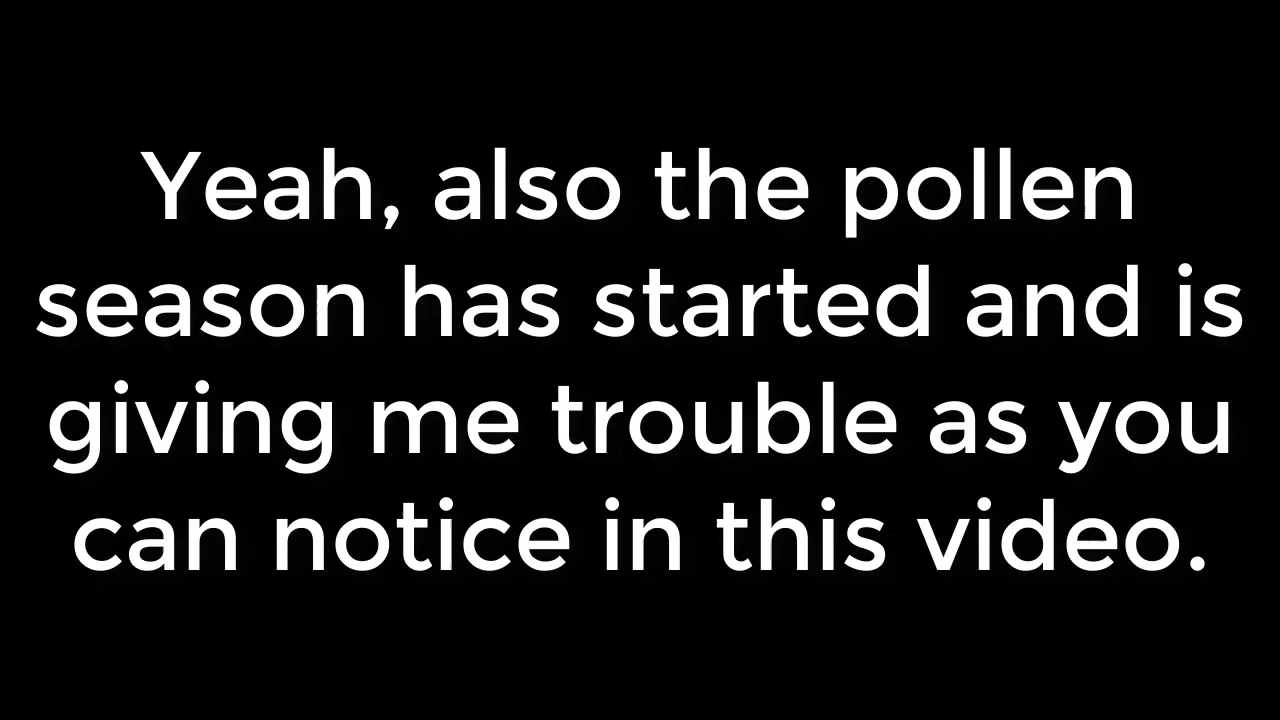 Yeah, also the pollen
season has started and is
giving me trouble as you
can notice in this video.